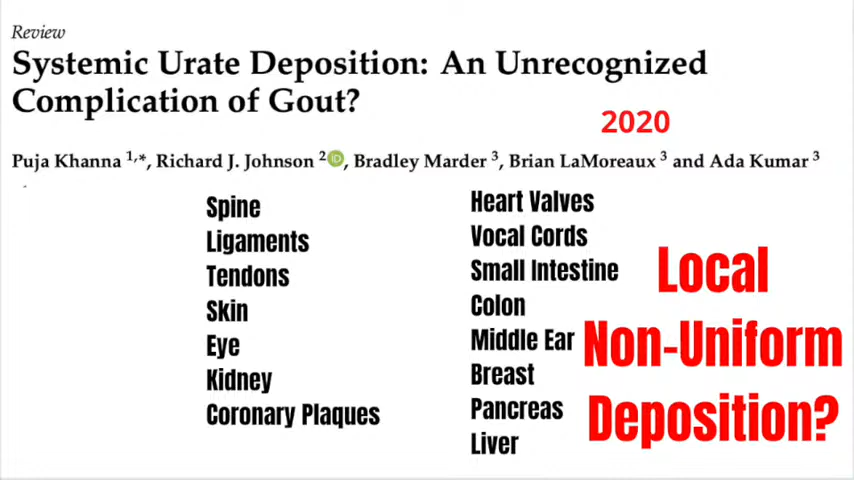 Review
Systemic Urate Deposition: An Unrecognized
Complication of Gout?
2020
Puja Khanna 1,*, Richard J. Johnson 2 iD, Bradley Marder 3, Brian LaMoreaux 3 and Ada Kumar 3
Spine
Ligaments
Tendons
Skin
Eye
Kidney
Coronary Plaques
Heart Valves
Vocal Cords
Small Intestine
Colon
Middle Ear
Breast
Pancreas
Liver
Local
Non-Uniform
Deposition?